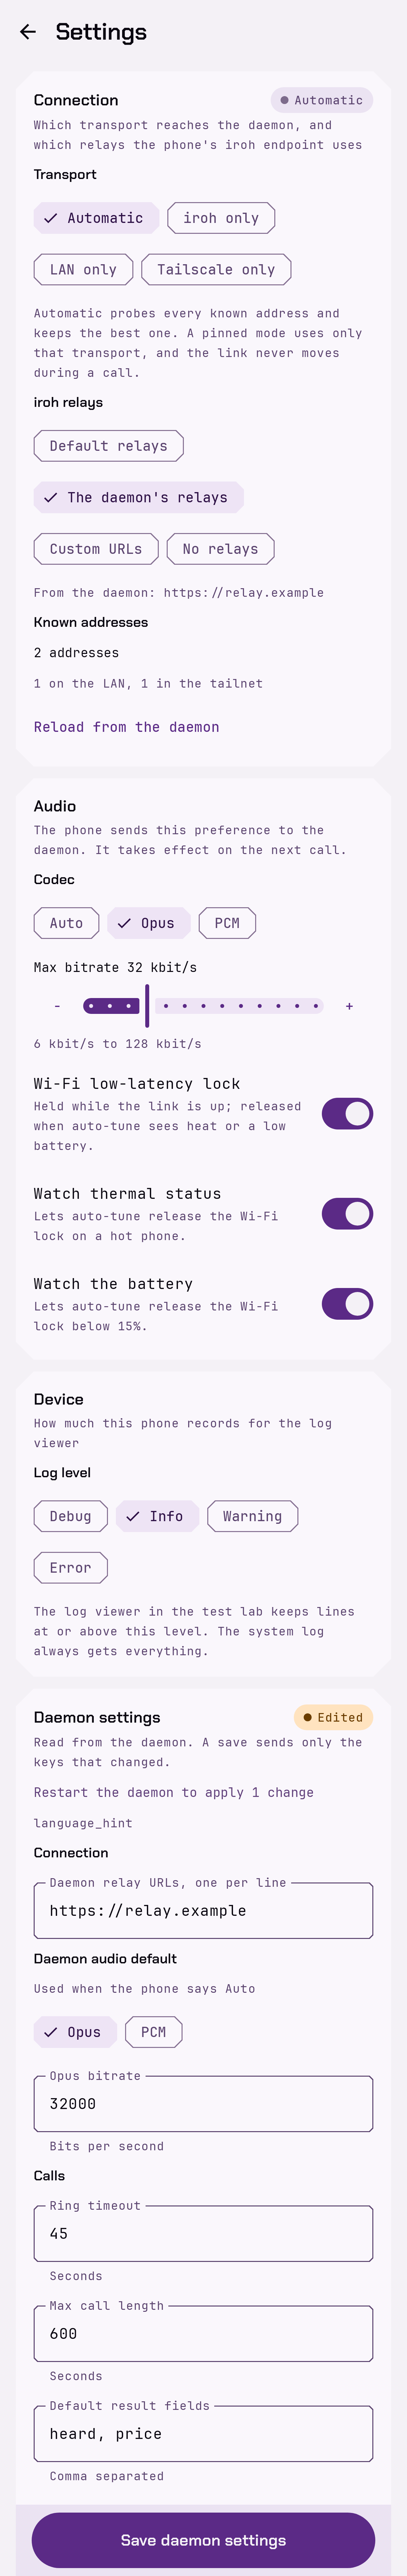 Settings
Connection
Automatic
Which transport reaches the daemon, and
which relays the phone's iroh endpoint uses
Transport
Automatic
iroh only
LAN only
Tailscale only
Automatic probes every known address and
keeps the best one. A pinned mode uses only
that transport, and the link never moves
during a call.
iroh relays
Default relays
The daemon's relays
Custom URLs
No relays
From the daemon: https://relay.example
Known addresses
2 addresses
1 on the LAN, 1 in the tailnet
Reload from the daemon
Audio
The phone sends this preference to the
daemon. It takes effect on the next call.
Codec
Auto
Opus
PCM
Max bitrate 32 kbit/s
-
+
6 kbit/s to 128 kbit/s
Wi-Fi low-latency lock
Held while the link is up; released
when auto-tune sees heat or a low
battery.
Watch thermal status
Lets auto-tune release the Wi-Fi
lock on a hot phone.
Watch the battery
Lets auto-tune release the Wi-Fi
lock below 15%.
Device
How much this phone records for the log
viewer
Log level
Debug
Info
Warning
Error
The log viewer in the test lab keeps lines
at or above this level. The system log
always gets everything.
Daemon settings
Edited
Read from the daemon. A save sends only the
keys that changed.
Restart the daemon to apply 1 change
language_hint
Connection
Daemon relay URLs, one per line
https://relay.example
Daemon audio default
Used when the phone says Auto
Opus
PCM
Opus bitrate
32000
Bits per second
Calls
Ring timeout
45
Seconds
Max call length
600
Seconds
Default result fields
heard, price
Comma separated
Save daemon settings